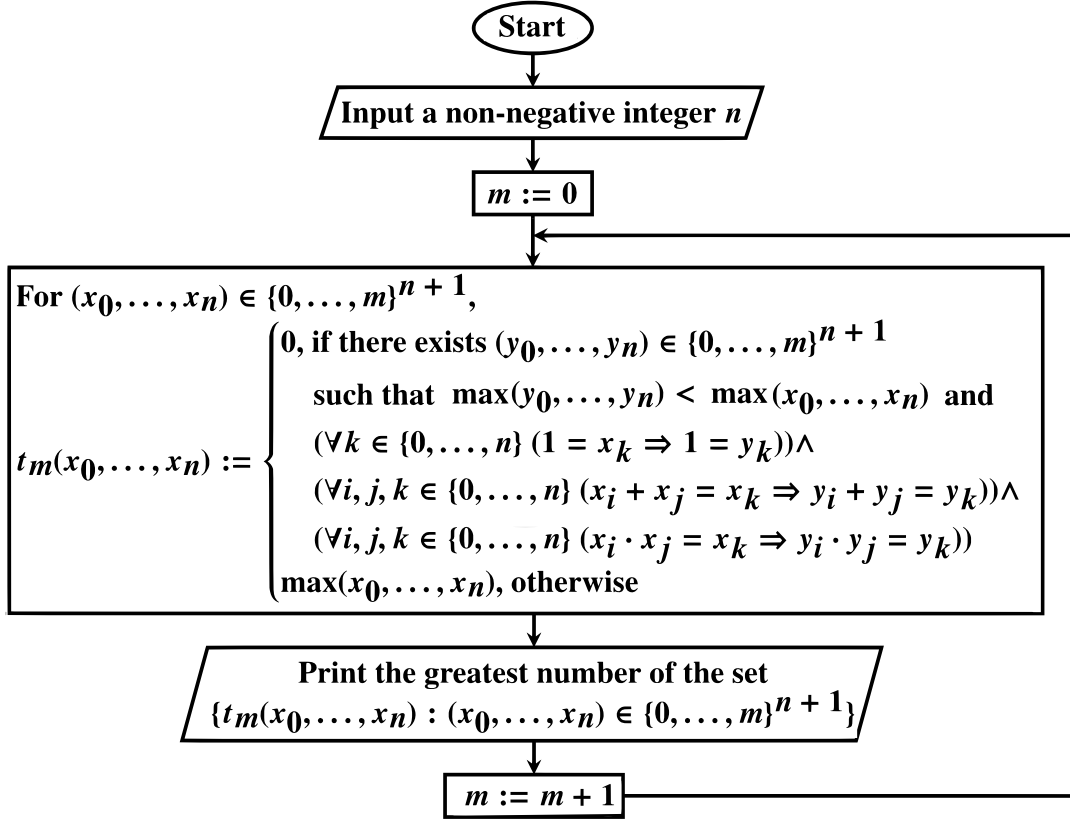 Start
Input a non-negative integer n
m := 0
For (x₀, . . . , xₙ) ∈ {0, . . . , m}ⁿ ⁺ ¹,
0, if there exists (y₀, . . . , yₙ) ∈ {0, . . . , m}ⁿ ⁺ ¹
such that max(y₀, . . . , yₙ) < max(x₀, . . . , xₙ) and
(∀k ∈ {0, . . . , n} (1 = xₖ ⇒ 1 = yₖ))∧
tₘ(x₀, . . . , xₙ) :=
(∀i, j, k ∈ {0, . . . , n} (xᵢ + xⱼ = xₖ ⇒ yᵢ + yⱼ = yₖ))∧
(∀i, j, k ∈ {0, . . . , n} (xᵢ · xⱼ = xₖ ⇒ yᵢ · yⱼ = yₖ))
max(x₀, . . . , xₙ), otherwise
Print the greatest number of the set
{tₘ(x₀, . . . , xₙ) : (x₀, . . . , xₙ) ∈ {0, . . . , m}ⁿ ⁺ ¹}
m := m + 1